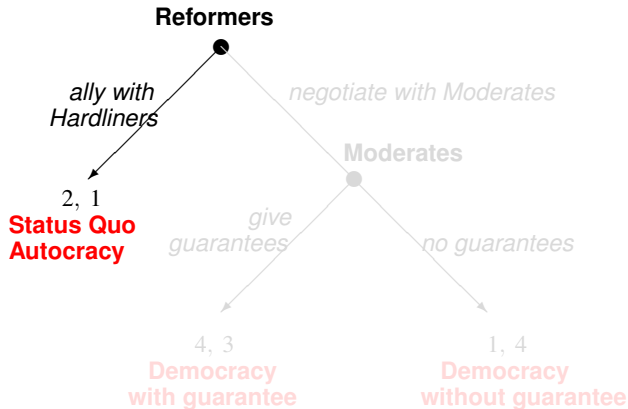 Reformers
ally with
Hardliners
negotiate with Moderates
Moderates
2, 1
Status Quo
Autocracy
give
guarantees
no guarantees
4, 3
Democracy
with guarantee
1, 4
Democracy
without guarantee